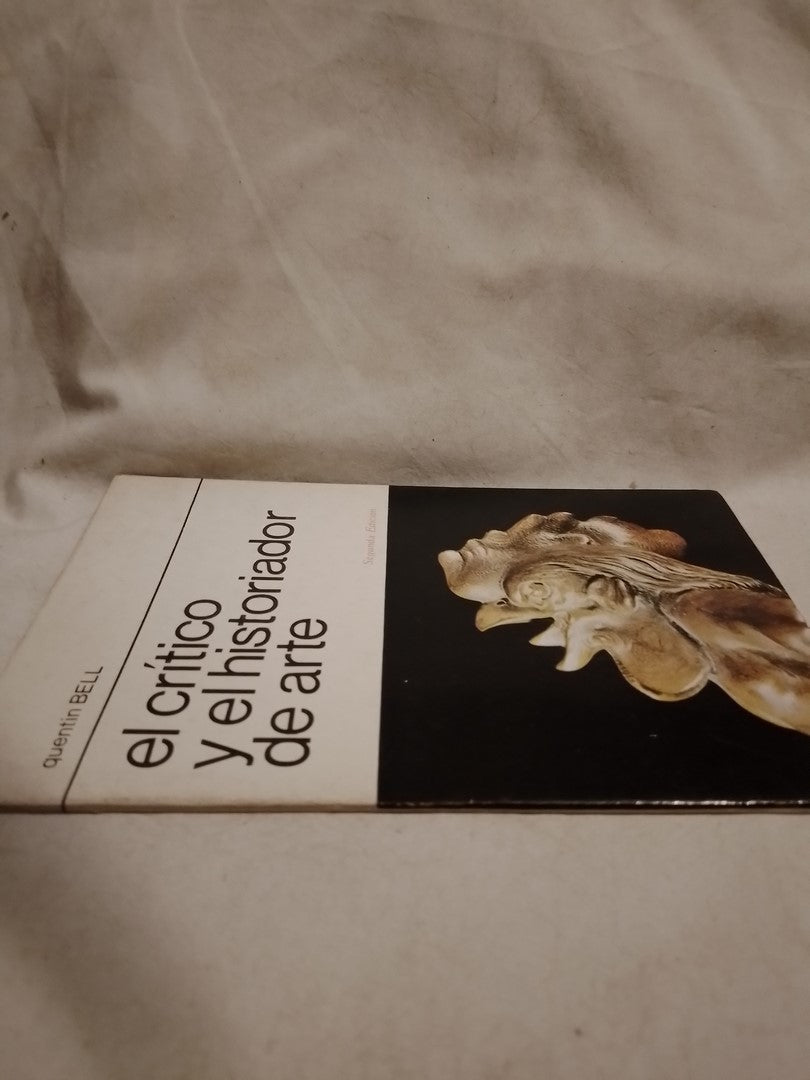 quentin BELL
el crítico
y el historiador
de arte
Segunda Edición